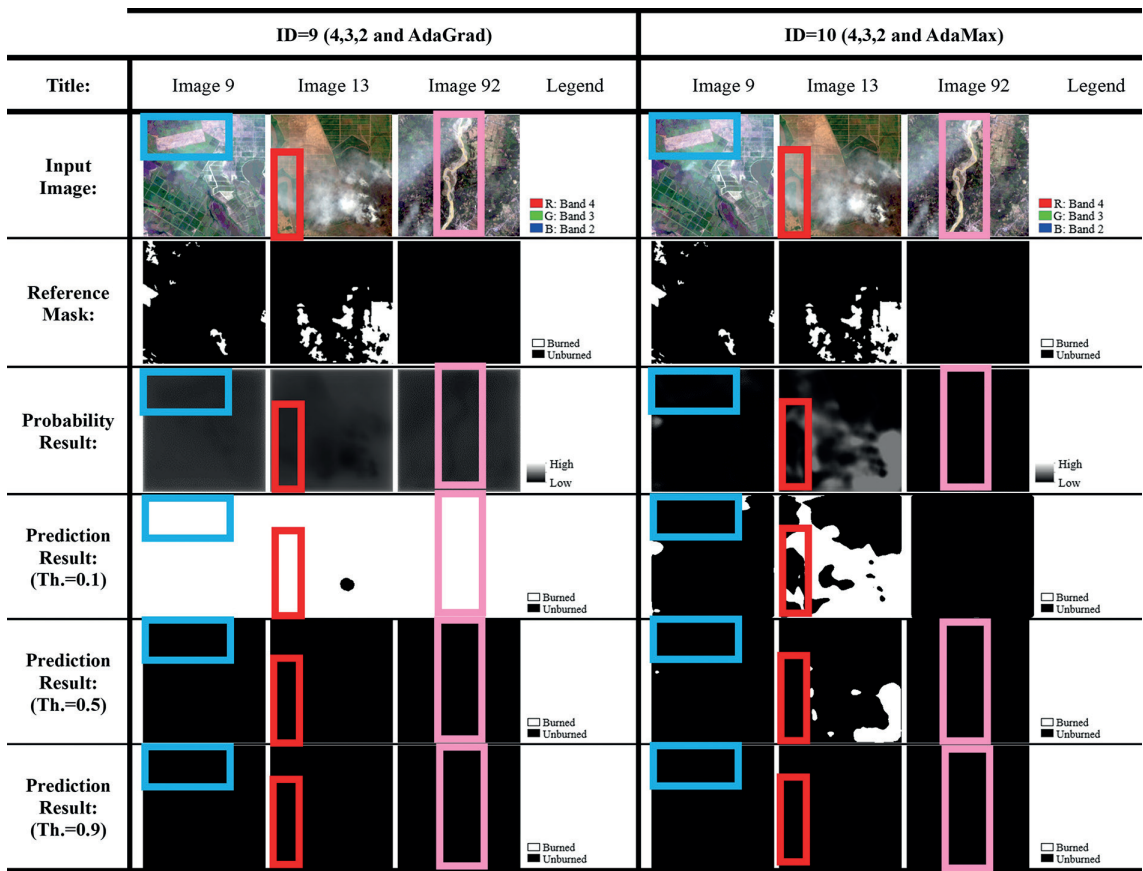 ID=9 (4,3,2 and AdaGrad)
ID=10 (4,3,2 and AdaMax)
Title:
Image 9
Image 13
Image 92
Legend
Image 9
Image 13
Image 92
Legend
Input
Image:
R: Band 4
G: Band 3
B: Band 2
R: Band 4
G: Band 3
B: Band 2
Reference
Mask:
Burned
Unburned
Burned
Unburned
Probability
Result:
High
Low
High
Low
Prediction
Result:
(Th.=0.1)
Burned
Unburned
Burned
Unburned
Prediction
Result:
(Th.=0.5)
Burned
Unburned
Burned
Unburned
Prediction
Result:
(Th.=0.9)
Burned
Unburned
Burned
Unburned